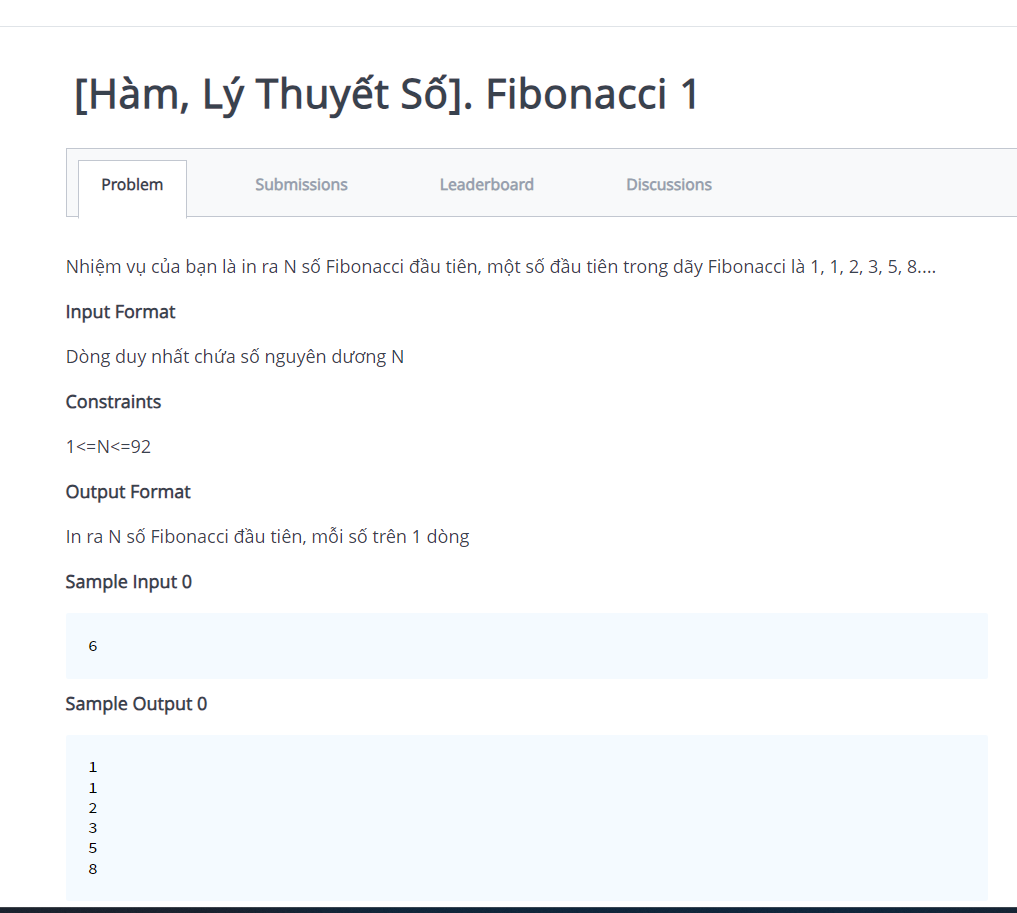 [Hàm, Lý Thuyết Số]. Fibonacci 1
Problem
Submissions
Leaderboard
Discussions
Nhiệm vụ của bạn là in ra N số Fibonacci đầu tiên, một số đầu tiên trong dãy Fibonacci là 1, 1, 2, 3, 5, 8....
Input Format
Dòng duy nhất chứa số nguyên dương N
Constraints
1<=N<=92
Output Format
In ra N số Fibonacci đầu tiên, mỗi số trên 1 dòng
Sample Input 0
6
Sample Output 0
1
1
2
3
5
8